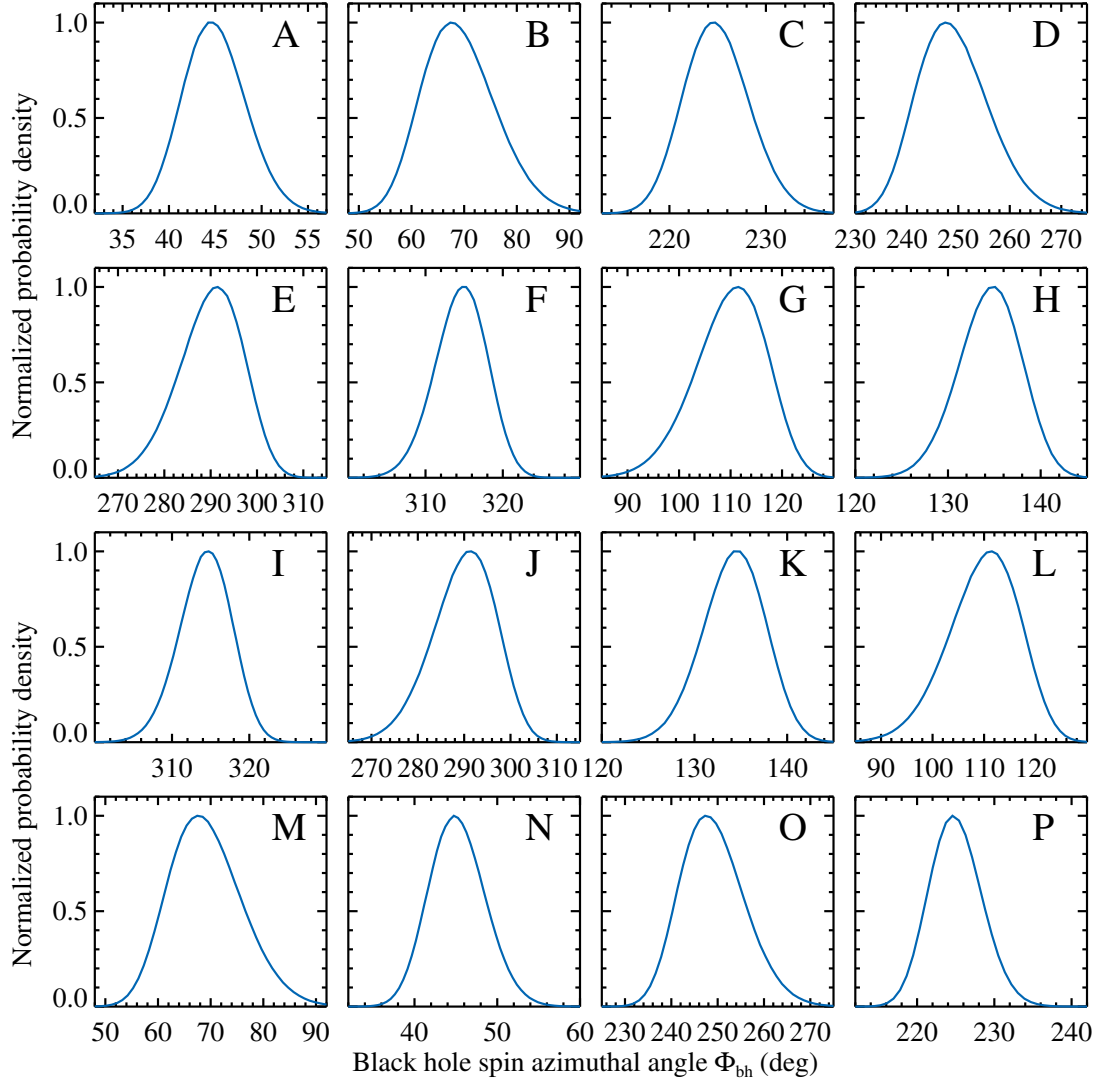 A B C D
1.0
0.5
0.0
35 40 45 50 55 50 60 70 80 90 220 230 230 240 250 260 270
E F G H
1.0
0.5
0.0
270 280 290 300 310 310 320 90 100 110 120 120 130 140
Normalized probability density
I J K L
1.0
0.5
0.0
310 320 270 280 290 300 310 120 130 140 90 100 110 120
M N O P
1.0
0.5
0.0
50 60 70 80 90 40 50 60 230 240 250 260 270 220 230 240
Normalized probability density
Black hole spin azimuthal angle Φbh (deg)